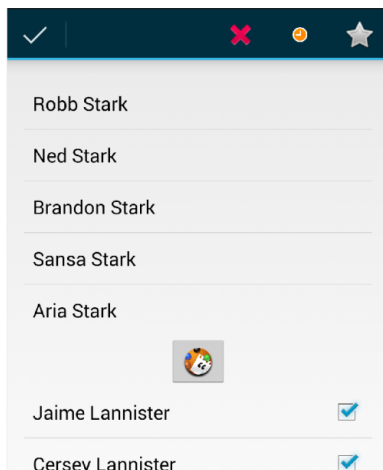 Robb Stark
Ned Stark
Brandon Stark
Sansa Stark
Aria Stark
Jaime Lannister
Cersey Lannister